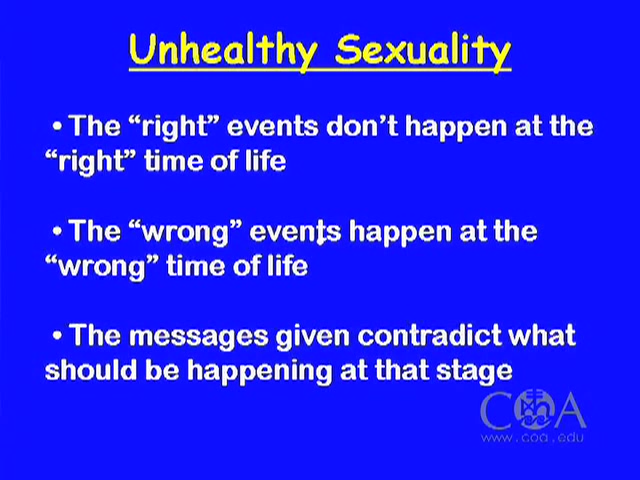 Unhealthy Sexuality
• The “right” events don’t happen at the
“right” time of life
• The “wrong” events happen at the
“wrong” time of life
• The messages given contradict what
should be happening at that stage
COA
www.coa.edu